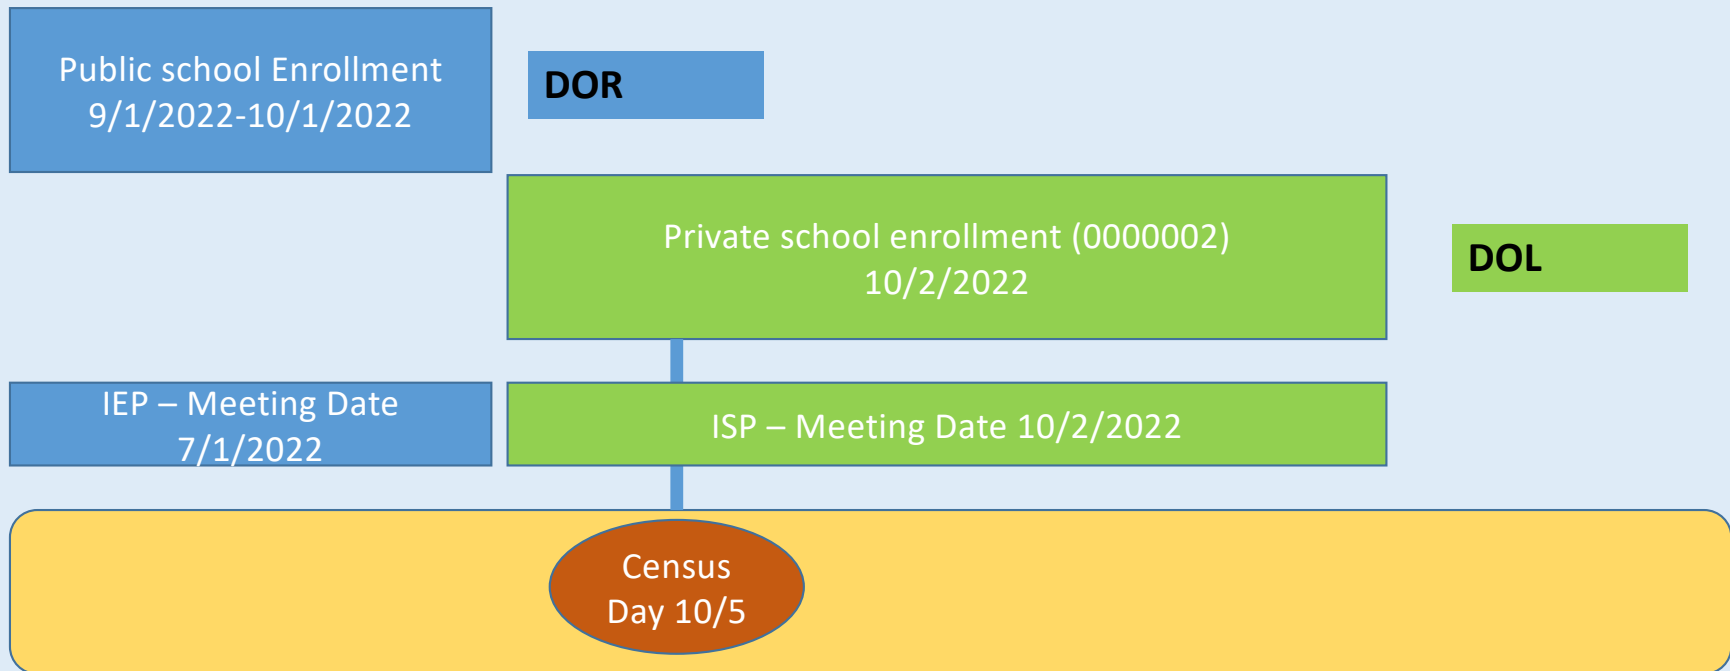 Public school Enrollment
9/1/2022-10/1/2022
DOR
Private school enrollment (0000002)
10/2/2022
DOL
IEP – Meeting Date
7/1/2022
ISP – Meeting Date 10/2/2022
Census
Day 10/5